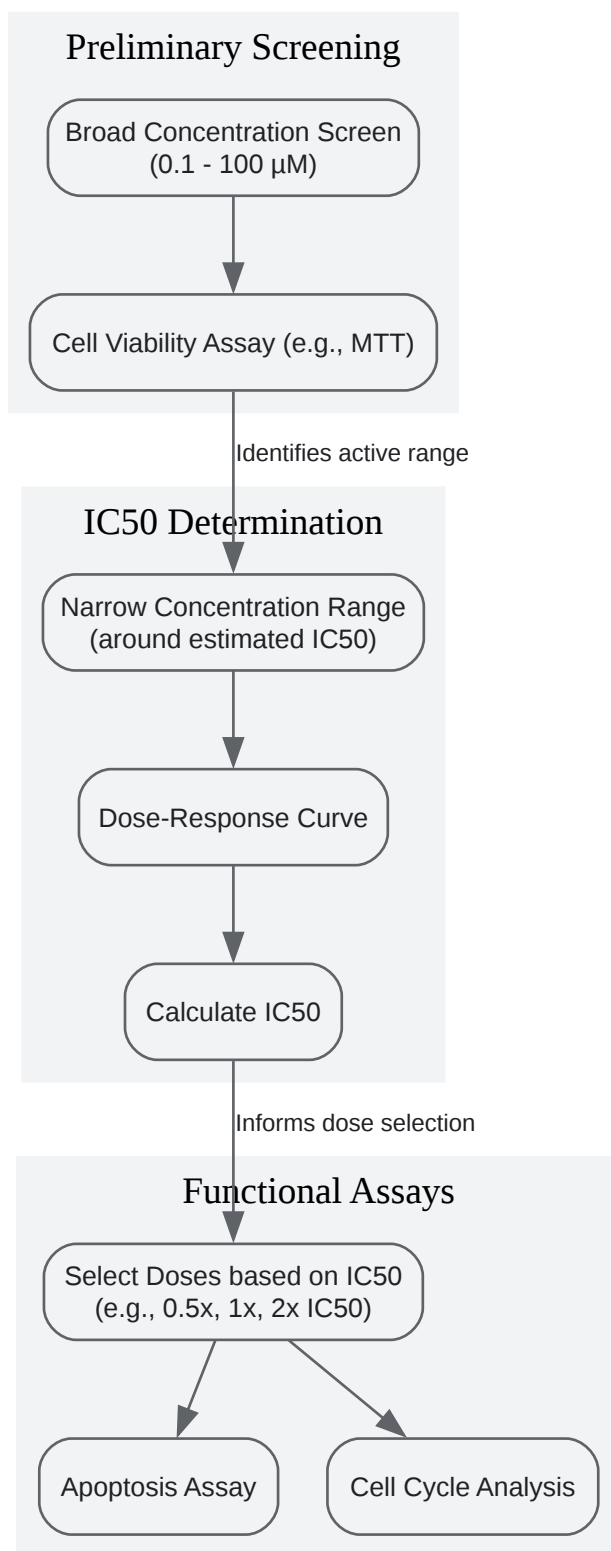 Preliminary Screening
Broad Concentration Screen
(0.1 - 100 µM)
Cell Viability Assay (e.g., MTT)
Identifies active range
IC50 Determination
Narrow Concentration Range
(around estimated IC50)
Dose-Response Curve
Calculate IC50
Informs dose selection
Functional Assays
Select Doses based on IC50
(e.g., 0.5x, 1x, 2x IC50)
Apoptosis Assay
Cell Cycle Analysis